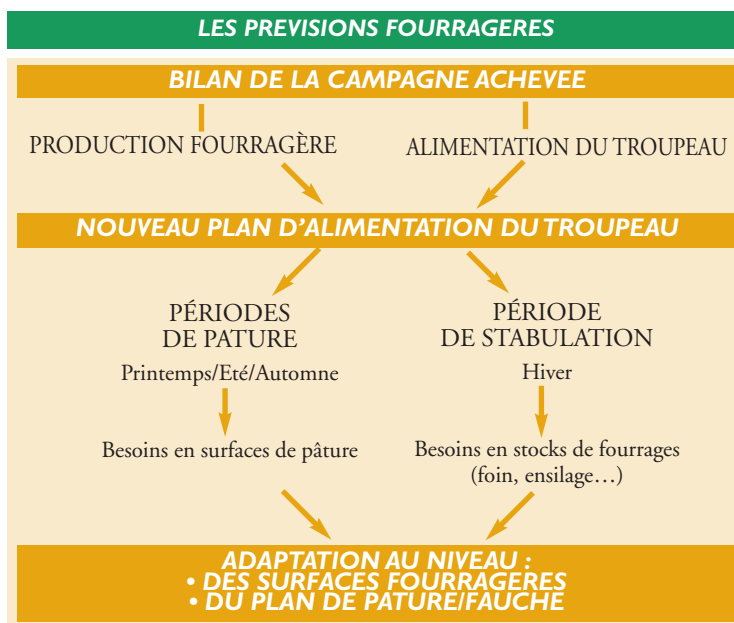 LES PREVISIONS FOURRAGERES
BILAN DE LA CAMPAGNE ACHEVEE
PRODUCTION FOURRAGÈRE
ALIMENTATION DU TROUPEAU
NOUVEAU PLAN D'ALIMENTATION DU TROUPEAU
PÉRIODES
DE PATURE
Printemps/Eté/Automne
Besoins en surfaces de pâture
PÉRIODE
DE STABULATION
Hiver
Besoins en stocks de fourrages
(foin, ensilage…)
ADAPTATION AU NIVEAU :
• DES SURFACES FOURRAGERES
• DU PLAN DE PATURE/FAUCHE